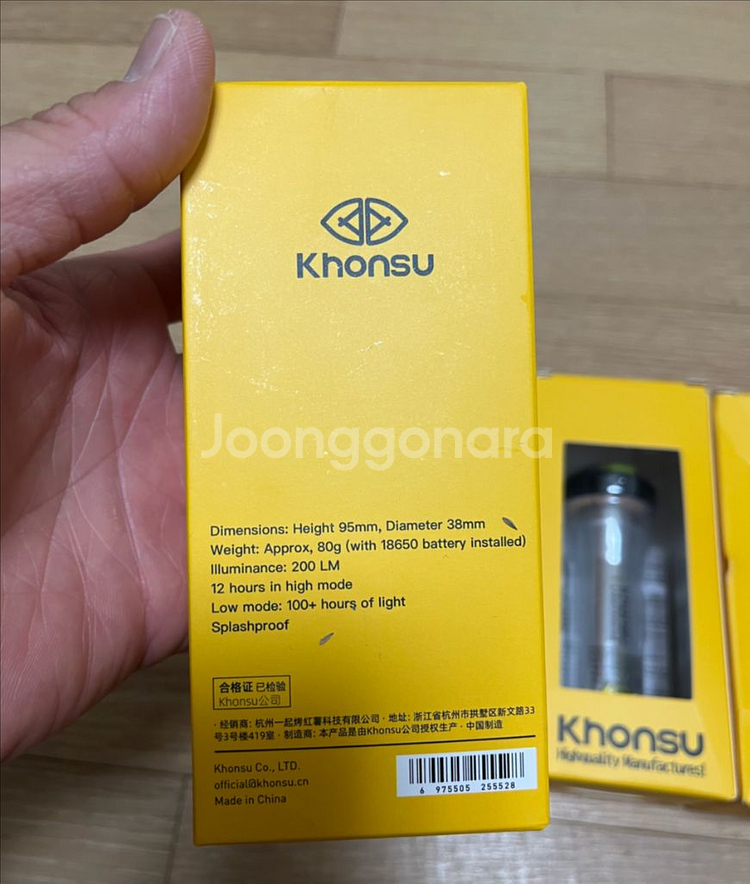 Khonsu
Joonggonara
Dimensions: Height 95mm, Diameter 38mm
Weight: Approx, 80g (with 18650 battery installed)
Illuminance: 200 LM
12 hours in high mode
Low mode: 100+ hours of light
Splashproof
合格证 已检验
Khonsu公司
· 经销商: 杭州一起烤红薯科技有限公司 · 地址: 浙江省杭州市拱墅区新文路33
号3号楼419室 · 制造商: 本产品是由Khonsu公司授权生产 · 中国制造
Khonsu Co., LTD.
official@khonsu.cn
Made in China
6 975505 255528
Khonsu
Highquality Manufactures!